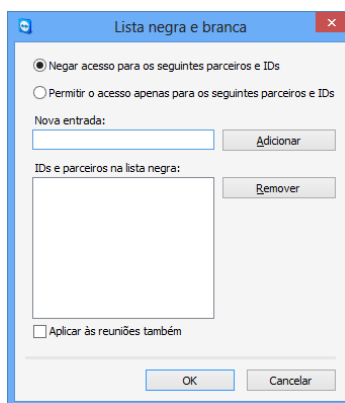 Lista negra e branca
Negar acesso para os seguintes parceiros e IDs
Permitir o acesso apenas para os seguintes parceiros e IDs
Nova entrada:
Adicionar
IDs e parceiros na lista negra:
Remover
Aplicar às reuniões também
OK
Cancelar